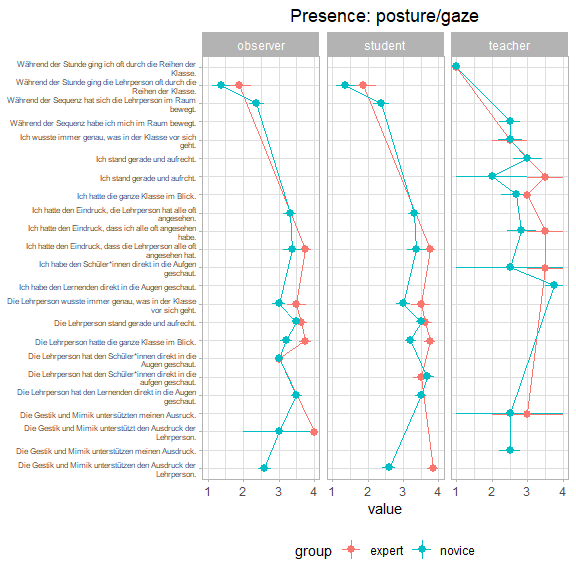 Presence: posture/gaze
observer
student
teacher
Während der Stunde ging ich oft durch die Reihen der
Klasse.
Während der Stunde ging die Lehrperson oft durch die
Reihen der Klasse.
Während der Sequenz hat sich die Lehrperson im Raum
bewegt.
Während der Sequenz habe ich mich im Raum bewegt.
Ich wusste immer genau, was in der Klasse vor sich
geht.
Ich stand gerade und aufrecht.
Ich stand gerade und aufrcht.
Ich hatte die ganze Klasse im Blick.
Ich hatte den Eindruck, die Lehrperson hat alle oft
angesehen.
Ich hatte den Eindruck, dass ich alle oft angesehen
habe.
Ich hatte den Eindruck, dass die Lehrperson alle oft
angesehen hat.
Ich habe den Schüler*innen direkt in die Aufgen
geschaut.
Ich habe den Lernenden direkt in die Augen geschaut.
Die Lehrperson wusste immer genau, was in der Klasse
vor sich geht.
Die Lehrperson stand gerade und aufrecht.
Die Lehrperson hatte die ganze Klasse im Blick.
Die Lehrperson hat den Schüler*innen direkt in die
Augen geschaut.
Die Lehrperson hat den Schüler*innen direkt in die
aufgen geschaut.
Die Lehrperson hat den Lernenden direkt in die Augen
geschaut.
Die Gestik und Mimik untersützten meinen Ausruck.
Die Gestik und Mimik unterstützt den Ausdruck der
Lehrperson.
Die Gestik und Mimik unterstützen meinen Ausdruck.
Die Gestik und Mimik unterstützen den Ausdruck der
Lehrperson.
1 2 3 4 1 2 3 4 1 2 3 4
value
group expert novice